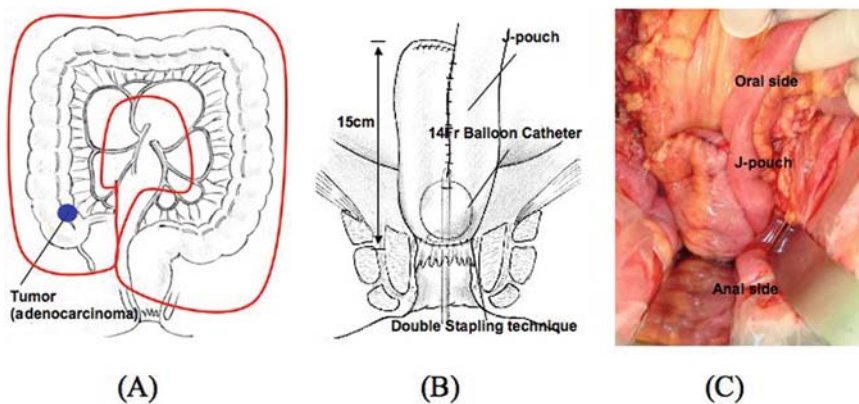 J-pouch
15cm
14Fr Balloon Catheter
Double Stapling technique
Tumor
(adenocarcinoma)
Oral side
J-pouch
Anal side
(A)
(B)
(C)